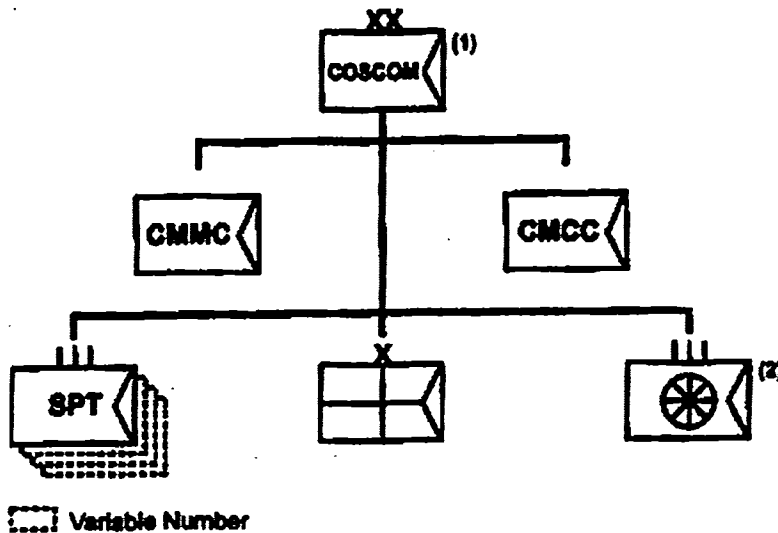 XX
COSCOM (1)
CMMC
CMCC
III
X
III
SPT
(2)
Variable Number